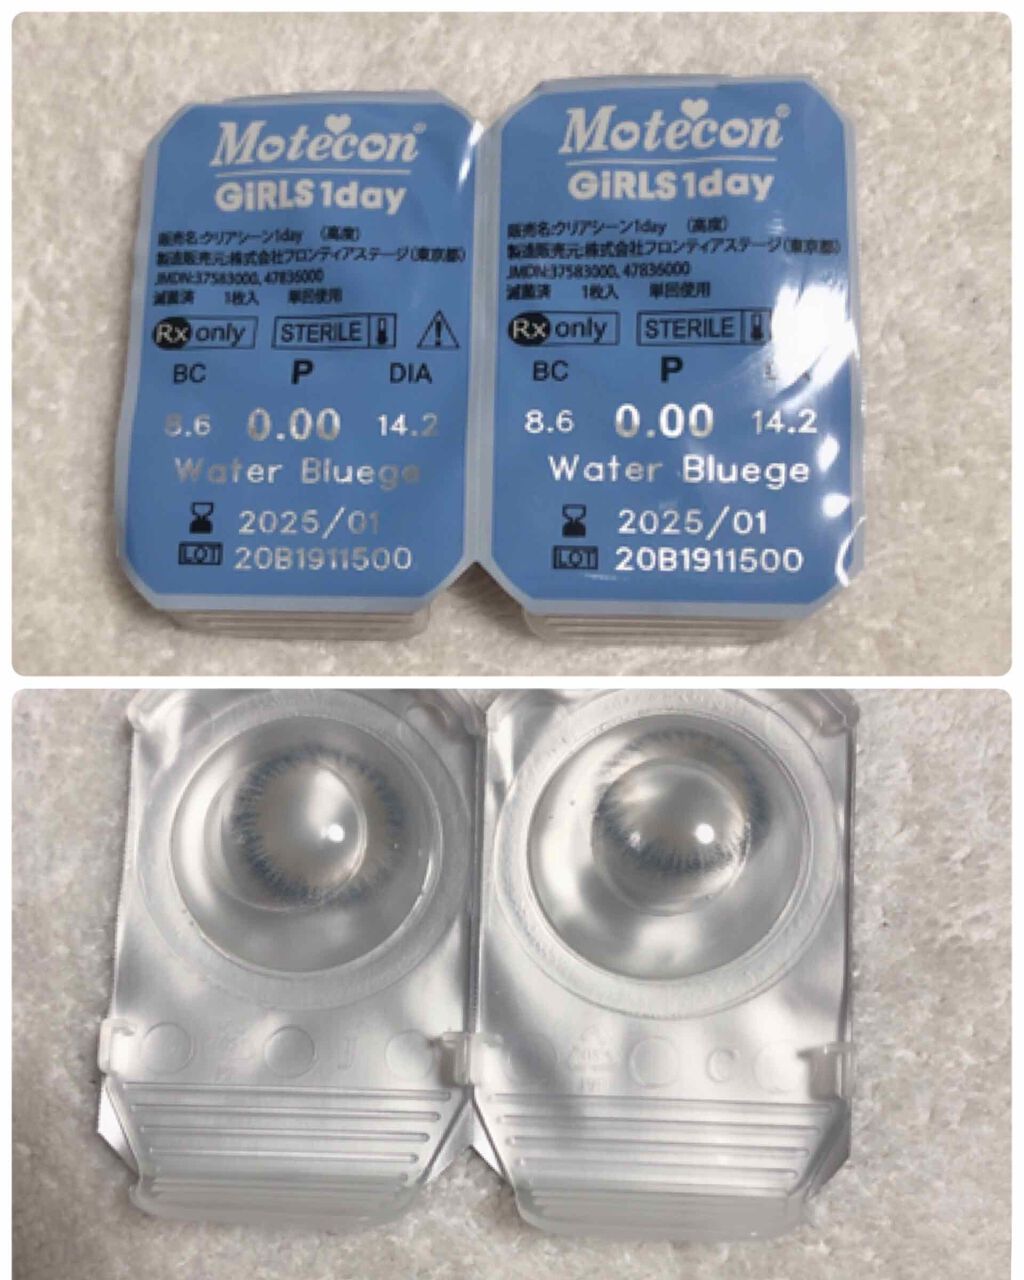 Motecon®
GiRLS 1day
販売名:クリアシーン1day (高度)
製造販売元:株式会社フロンティアステージ(東京都)
JMDN:37583000, 47836000
滅菌済 1枚入 単回使用
Rx only STERILE
BC P DIA
8.6 0.00 14.2
Water Bluege
2025/01
LOT 20B1911500
Motecon®
GiRLS 1day
販売名:クリアシーン1day (高度)
製造販売元:株式会社フロンティアステージ(東京都)
JMDN:37583000, 47836000
滅菌済 1枚入 単回使用
Rx only STERILE
BC P
8.6 0.00 14.2
Water Bluege
2025/01
LOT 20B1911500